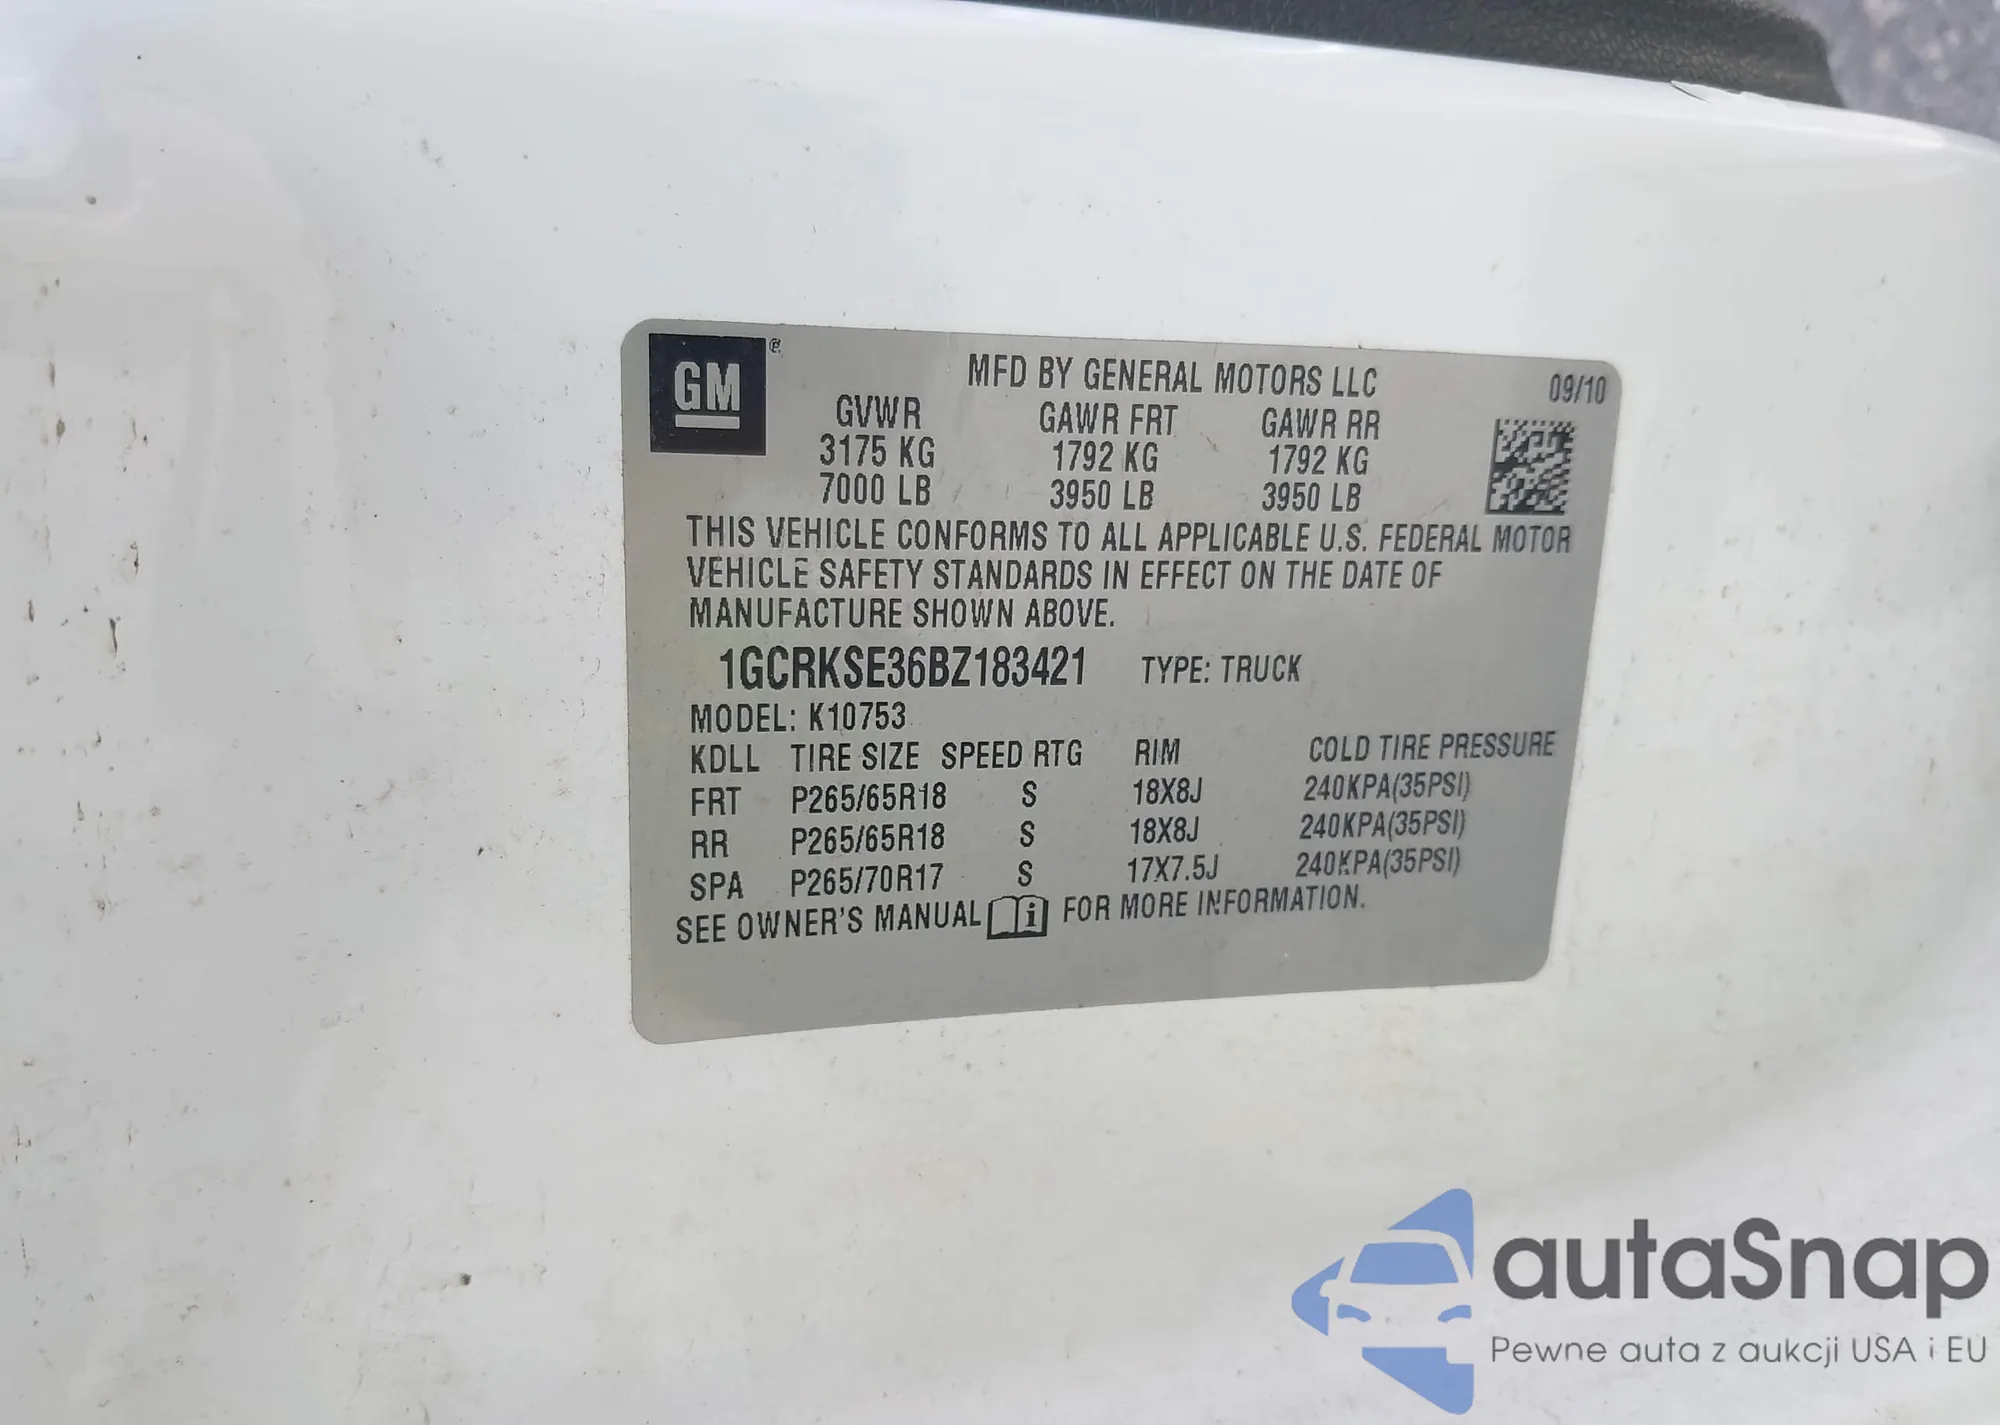 GM
®
MFD BY GENERAL MOTORS LLC 09/10
GVWR GAWR FRT GAWR RR
3175 KG 1792 KG 1792 KG
7000 LB 3950 LB 3950 LB
THIS VEHICLE CONFORMS TO ALL APPLICABLE U.S. FEDERAL MOTOR
VEHICLE SAFETY STANDARDS IN EFFECT ON THE DATE OF
MANUFACTURE SHOWN ABOVE.
1GCRKSE36BZ183421 TYPE: TRUCK
MODEL: K10753
KDLL TIRE SIZE SPEED RTG RIM COLD TIRE PRESSURE
FRT P265/65R18 S 18X8J 240KPA(35PSI)
RR P265/65R18 S 18X8J 240KPA(35PSI)
SPA P265/70R17 S 17X7.5J 240KPA(35PSI)
SEE OWNER'S MANUAL i FOR MORE INFORMATION.
autaSnap
Pewne auta z aukcji USA i EU